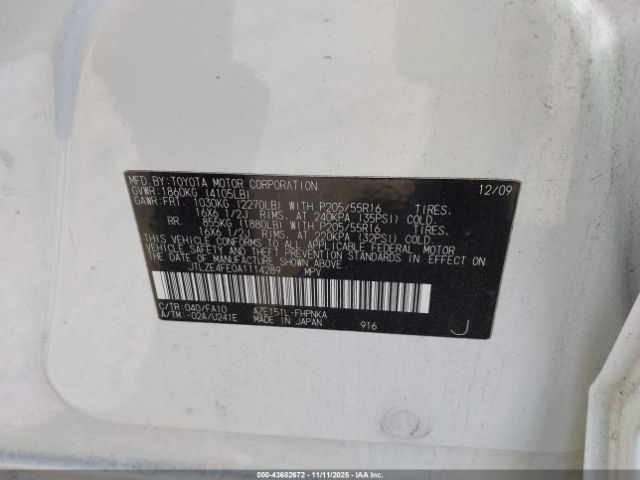 MFD BY: TOYOTA MOTOR CORPORATION 12/09
GVWR: 1860KG (4105LB)
GAWR: FRT. 1030KG (2270LB) WITH P205/55R16 TIRES.
16X6 1/2J RIMS. AT 240KPA (35PSI) COLD
RR. 855KG (1880LB) WITH P205/55R16 TIRES.
16X6 1/2J RIMS. AT 220KPA (32PSI) COLD.
THIS VEHICLE CONFORMS TO ALL APPLICABLE FEDERAL MOTOR
VEHICLE SAFETY AND THEFT PREVENTION STANDARDS IN EFFECT ON
THE DATE OF MANUFACTURE SHOWN ABOVE.
JTLZE4FE0A1114289 MPV
C/TR: 040/FA10 AZE151L-FHPNKA
A/TM: -02A/U241E MADE IN JAPAN 916 J
000-43682672 - 11/11/2025 - IAA Inc.